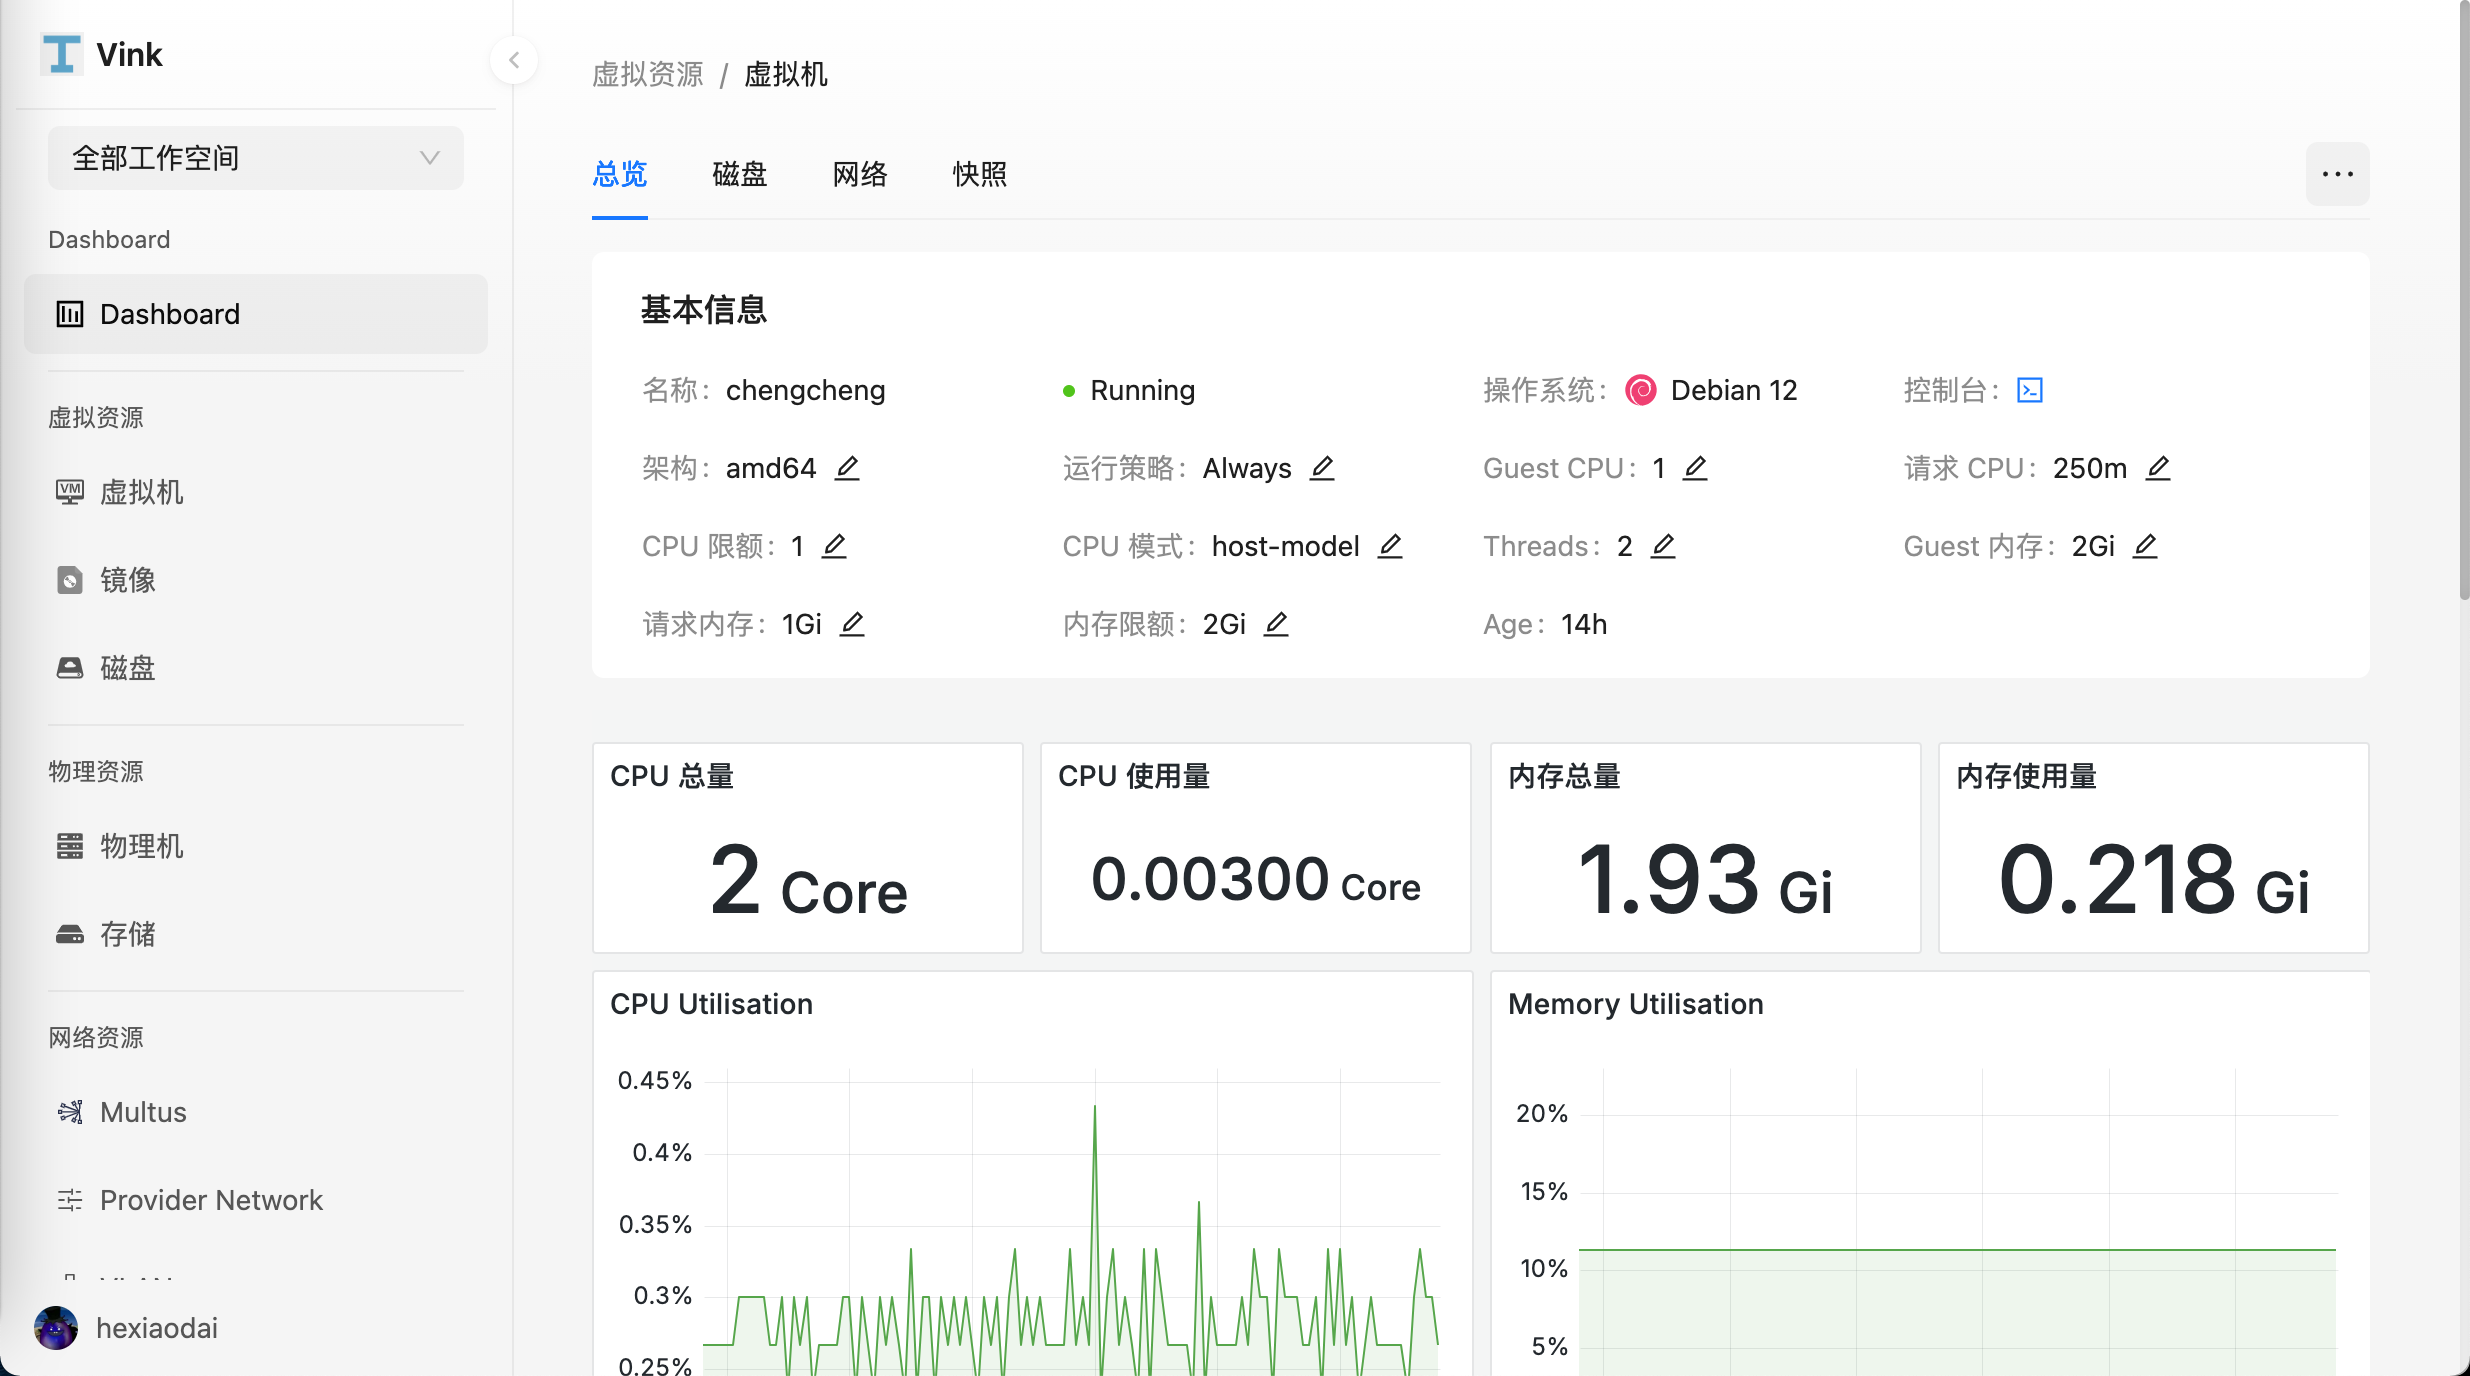 Vink
全部工作空间
Dashboard
Dashboard
虚拟资源
VM 虚拟机
镜像
磁盘
物理资源
物理机
存储
网络资源
Multus
Provider Network
hexiaodai
虚拟资源 / 虚拟机
总览 磁盘 网络 快照
基本信息
名称: chengcheng Running 操作系统: Debian 12 控制台:
架构: amd64 运行策略: Always Guest CPU: 1 请求 CPU: 250m
CPU 限额: 1 CPU 模式: host-model Threads: 2 Guest 内存: 2Gi
请求内存: 1Gi 内存限额: 2Gi Age: 14h
CPU 总量
2 Core
CPU 使用量
0.00300 Core
内存总量
1.93 Gi
内存使用量
0.218 Gi
CPU Utilisation
0.45%
0.4%
0.35%
0.3%
0.25%
Memory Utilisation
20%
15%
10%
5%